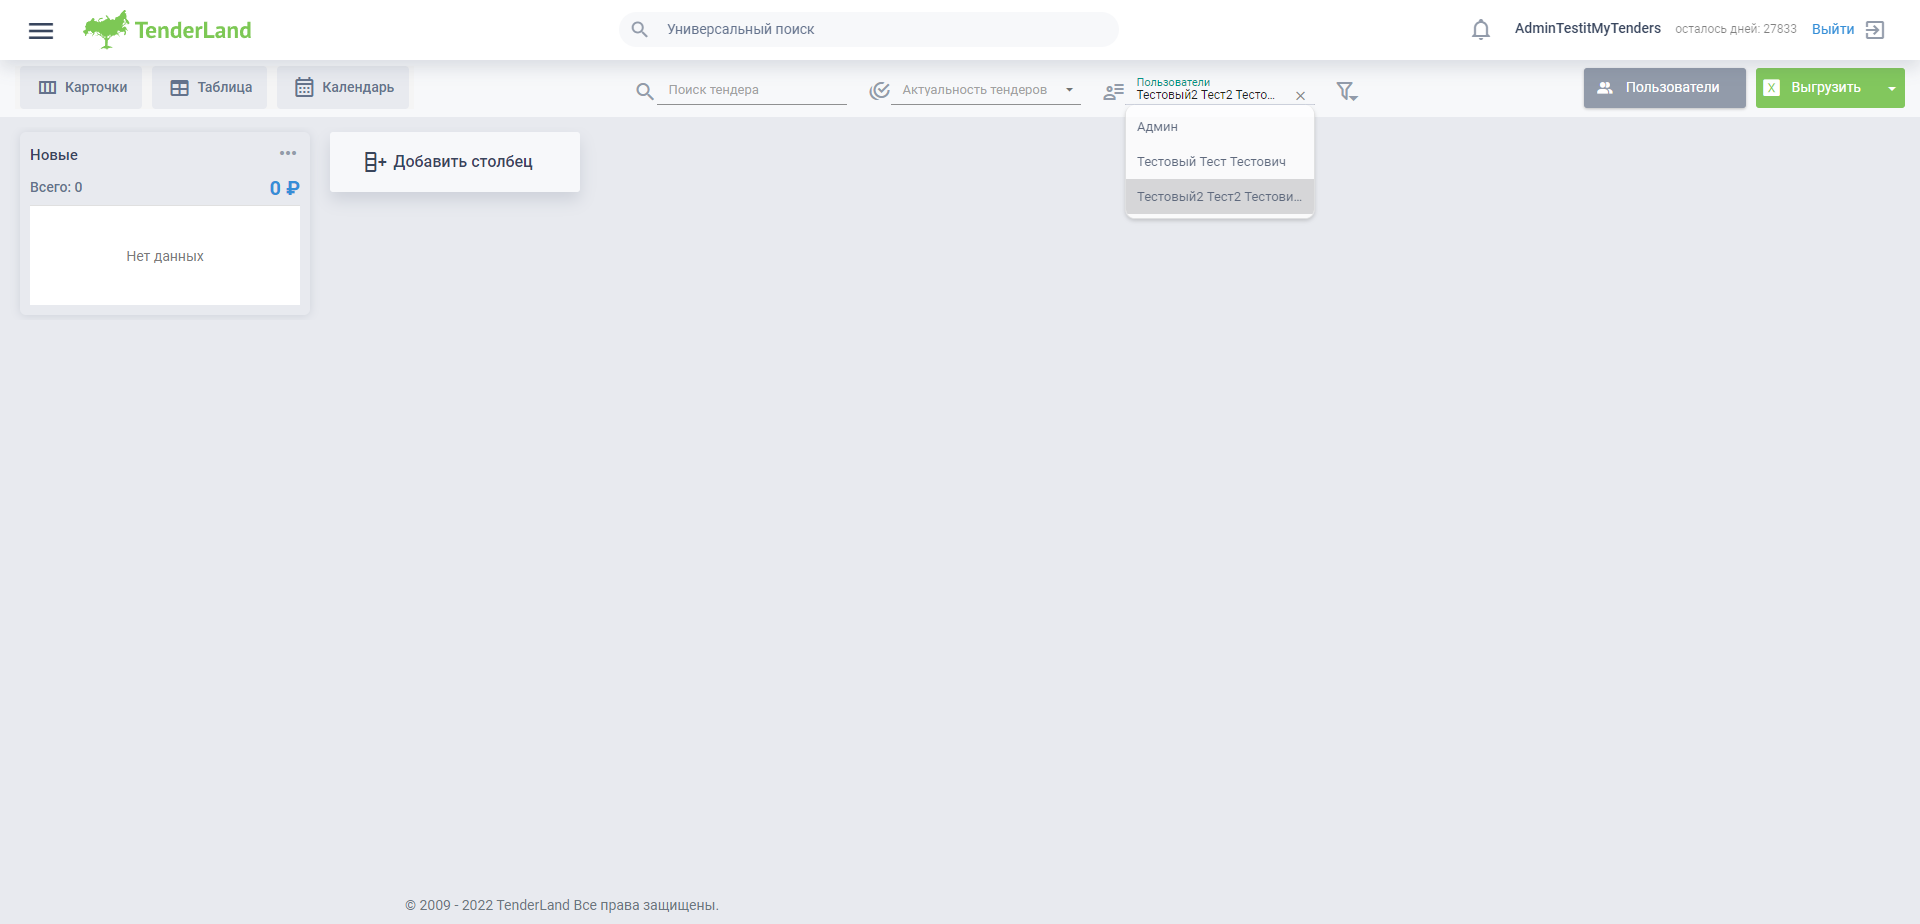 TenderLand
Универсальный поиск
AdminTestitMyTenders
осталось дней: 27833
Выйти
Карточки
Таблица
Календарь
Поиск тендера
Актуальность тендеров
Пользователи
Тестовый2 Тест2 Тесто...
Пользователи
X
Выгрузить
Админ
Тестовый Тест Тестович
Тестовый2 Тест2 Тестови...
Новые
Всего: 0
0 ₽
Нет данных
Добавить столбец
© 2009 - 2022 TenderLand Все права защищены.